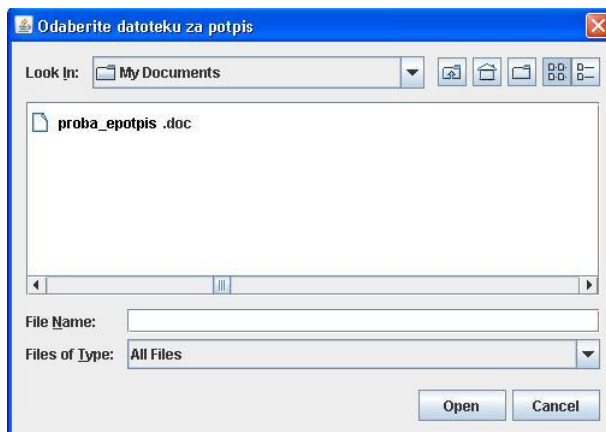 Odaberite datoteku za potpis
Look In: My Documents
proba_epotpis .doc
File Name:
Files of Type: All Files
Open Cancel